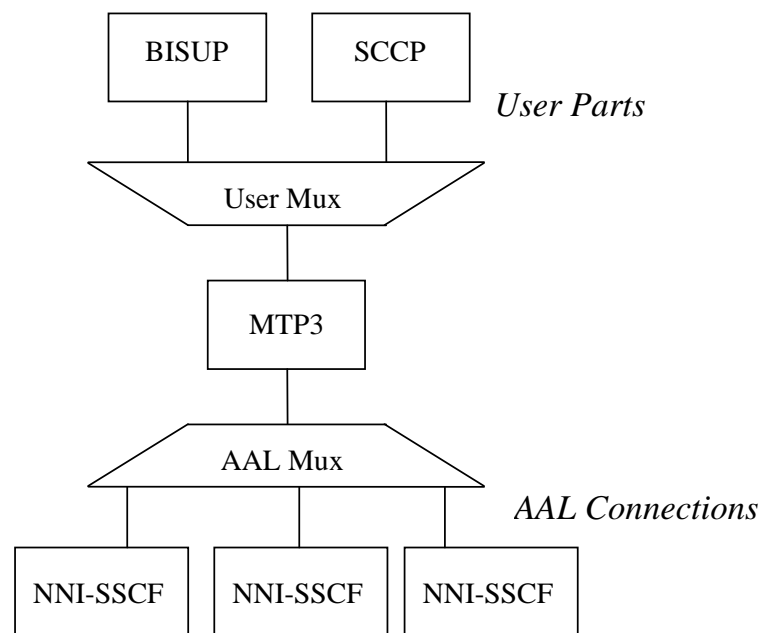 BISUP
SCCP
User Parts
User Mux
MTP3
AAL Mux
AAL Connections
NNI-SSCF
NNI-SSCF
NNI-SSCF